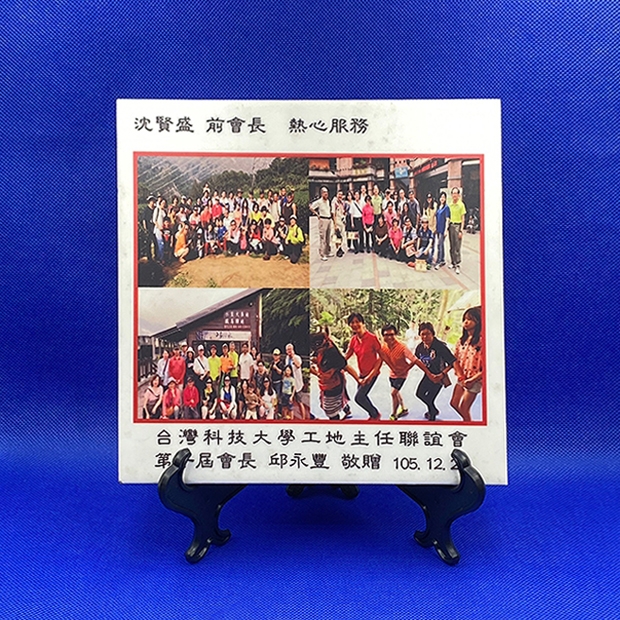 沈賢盛 前會長 熱心服務
台灣科技大學工地主任聯誼會
第 屆會長 邱永豐 敬贈 105.12.2